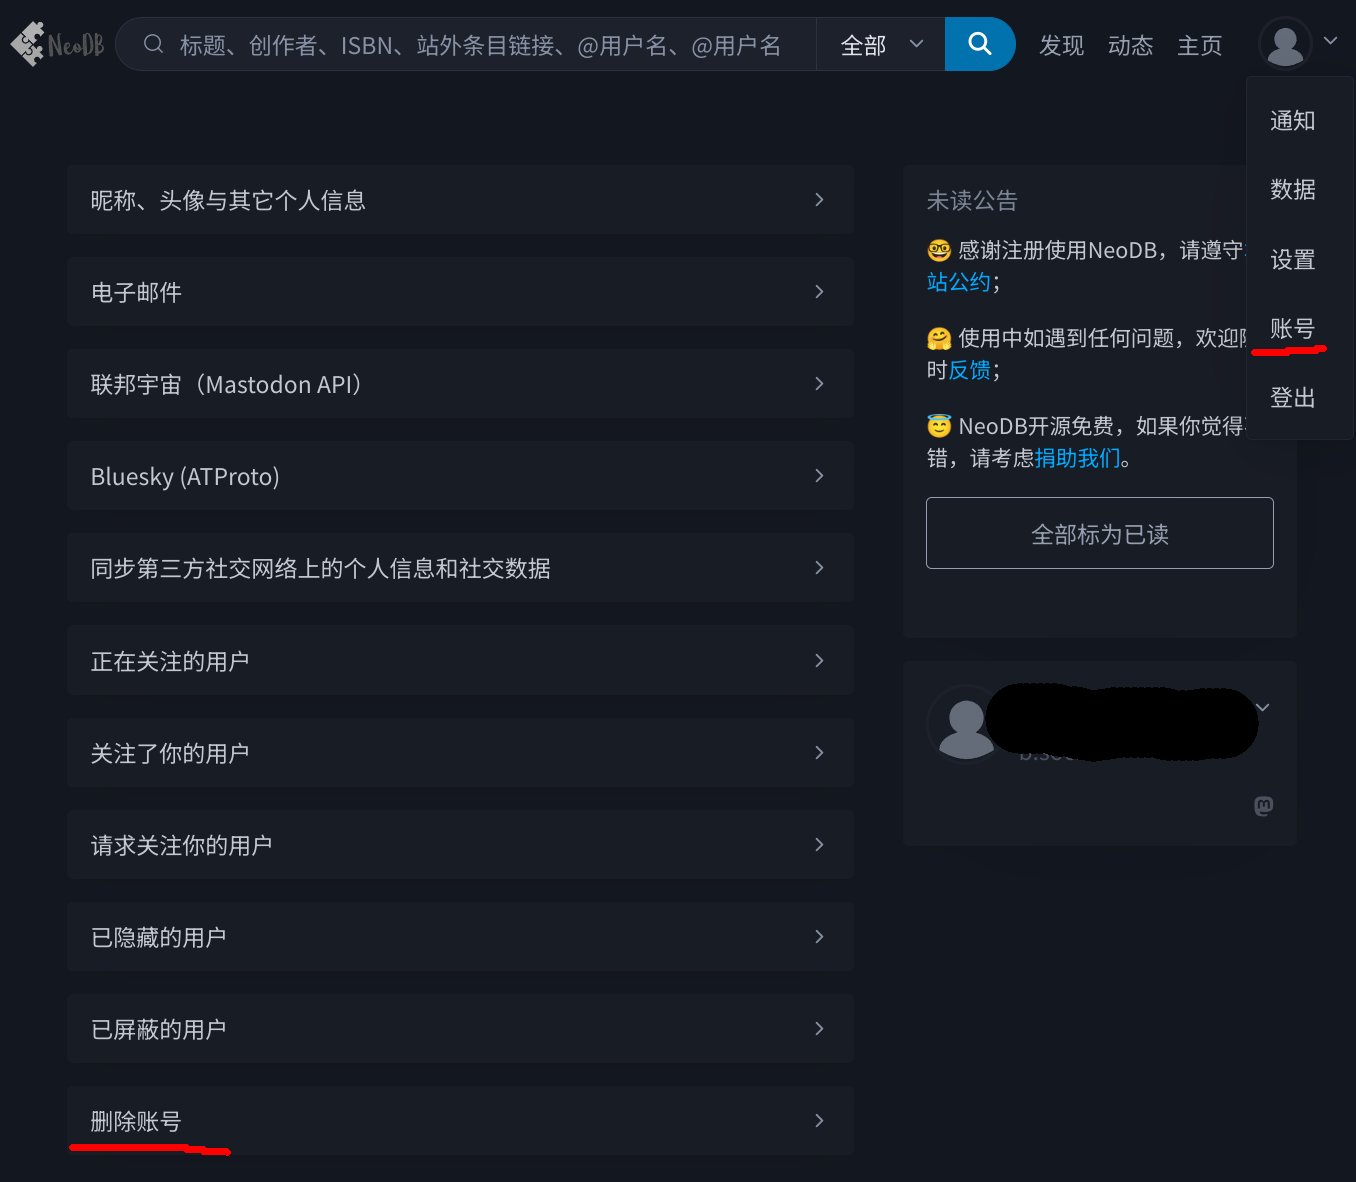 NeoDB
标题、创作者、ISBN、站外条目链接、@用户名、@用户名
全部
发现
动态
主页
通知
数据
设置
账号
登出
昵称、头像与其它个人信息
电子邮件
联邦宇宙（Mastodon API）
Bluesky (ATProto)
同步第三方社交网络上的个人信息和社交数据
正在关注的用户
关注了你的用户
请求关注你的用户
已隐藏的用户
已屏蔽的用户
删除账号
未读公告
🤓 感谢注册使用NeoDB，请遵守
站公约；
🤗 使用中如遇到任何问题，欢迎
时反馈；
😇 NeoDB开源免费，如果你觉得
错，请考虑捐助我们。
全部标为已读